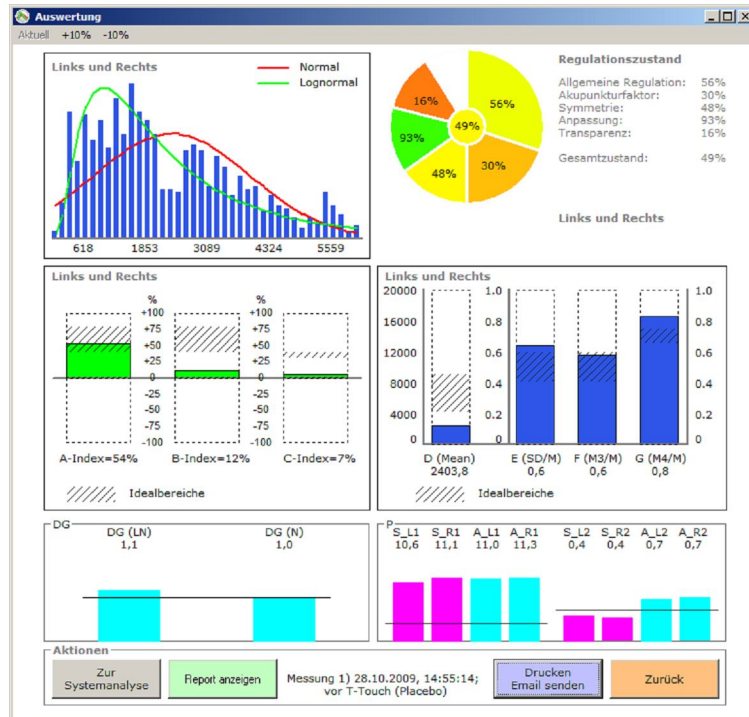 Auswertung
Aktuell +10% -10%
Links und Rechts
Normal
Lognormal
618 1853 3089 4324 5559
56%
16%
49%
93%
48%
30%
Regulationszustand
Allgemeine Regulation: 56%
Akupunkturfaktor: 30%
Symmetrie: 48%
Anpassung: 93%
Transparenz: 16%
Gesamtzustand: 49%
Links und Rechts
Links und Rechts
% %
+100 +100
+75 +75
+50 +50
+25 +25
0 0
-25 -25
-50 -50
-75 -75
-100 -100
A-Index=54% B-Index=12% C-Index=7%
Idealbereiche
Links und Rechts
20000 1.0 1.0
16000 0.8 0.8
12000 0.6 0.6
8000 0.4 0.4
4000 0.2 0.2
0 0 0
D (Mean) E (SD/M) F (M3/M) G (M4/M)
2403,8 0,6 0,6 0,8
Idealbereiche
DG
DG (LN) DG (N)
1,1 1,0
P
S_L1 S_R1 A_L1 A_R1 S_L2 S_R2 A_L2 A_R2
10,6 11,1 11,0 11,3 0,4 0,4 0,7 0,7
Aktionen
Zur
Systemanalyse
Report anzeigen
Messung 1) 28.10.2009, 14:55:14;
vor T-Touch (Placebo)
Drucken
Email senden
Zurück